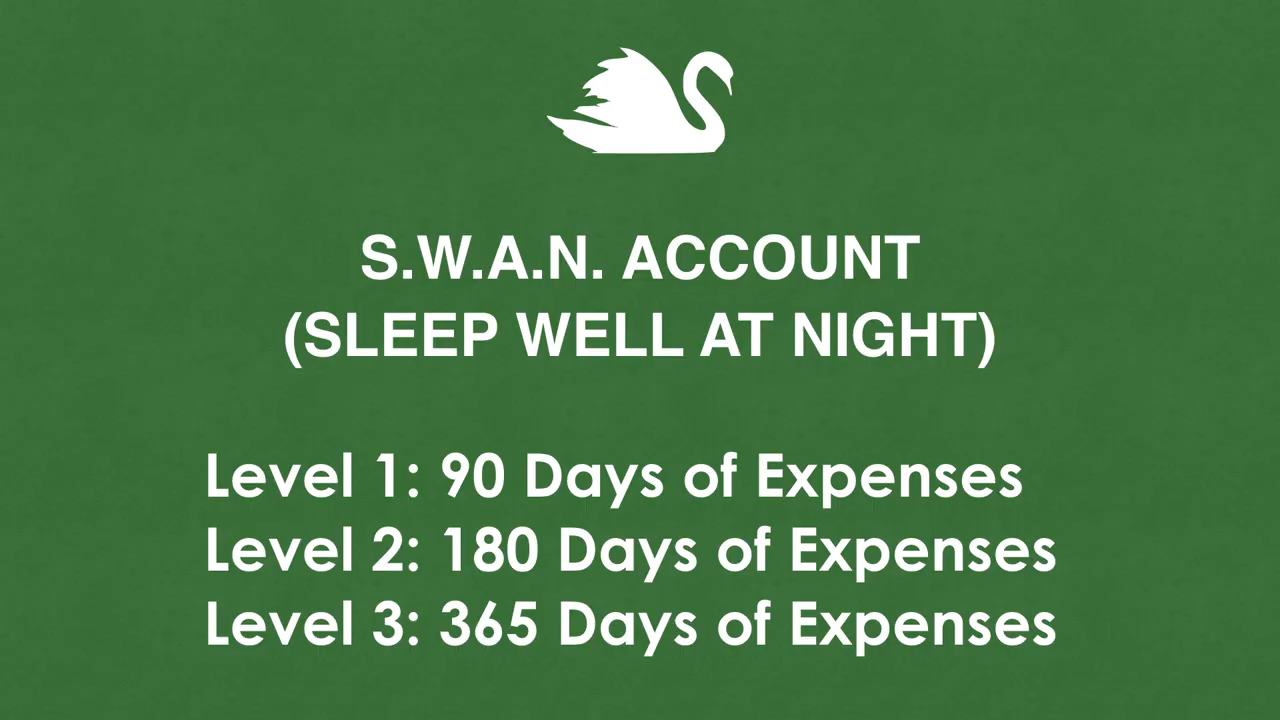 S.W.A.N. ACCOUNT
(SLEEP WELL AT NIGHT)
Level 1: 90 Days of Expenses
Level 2: 180 Days of Expenses
Level 3: 365 Days of Expenses